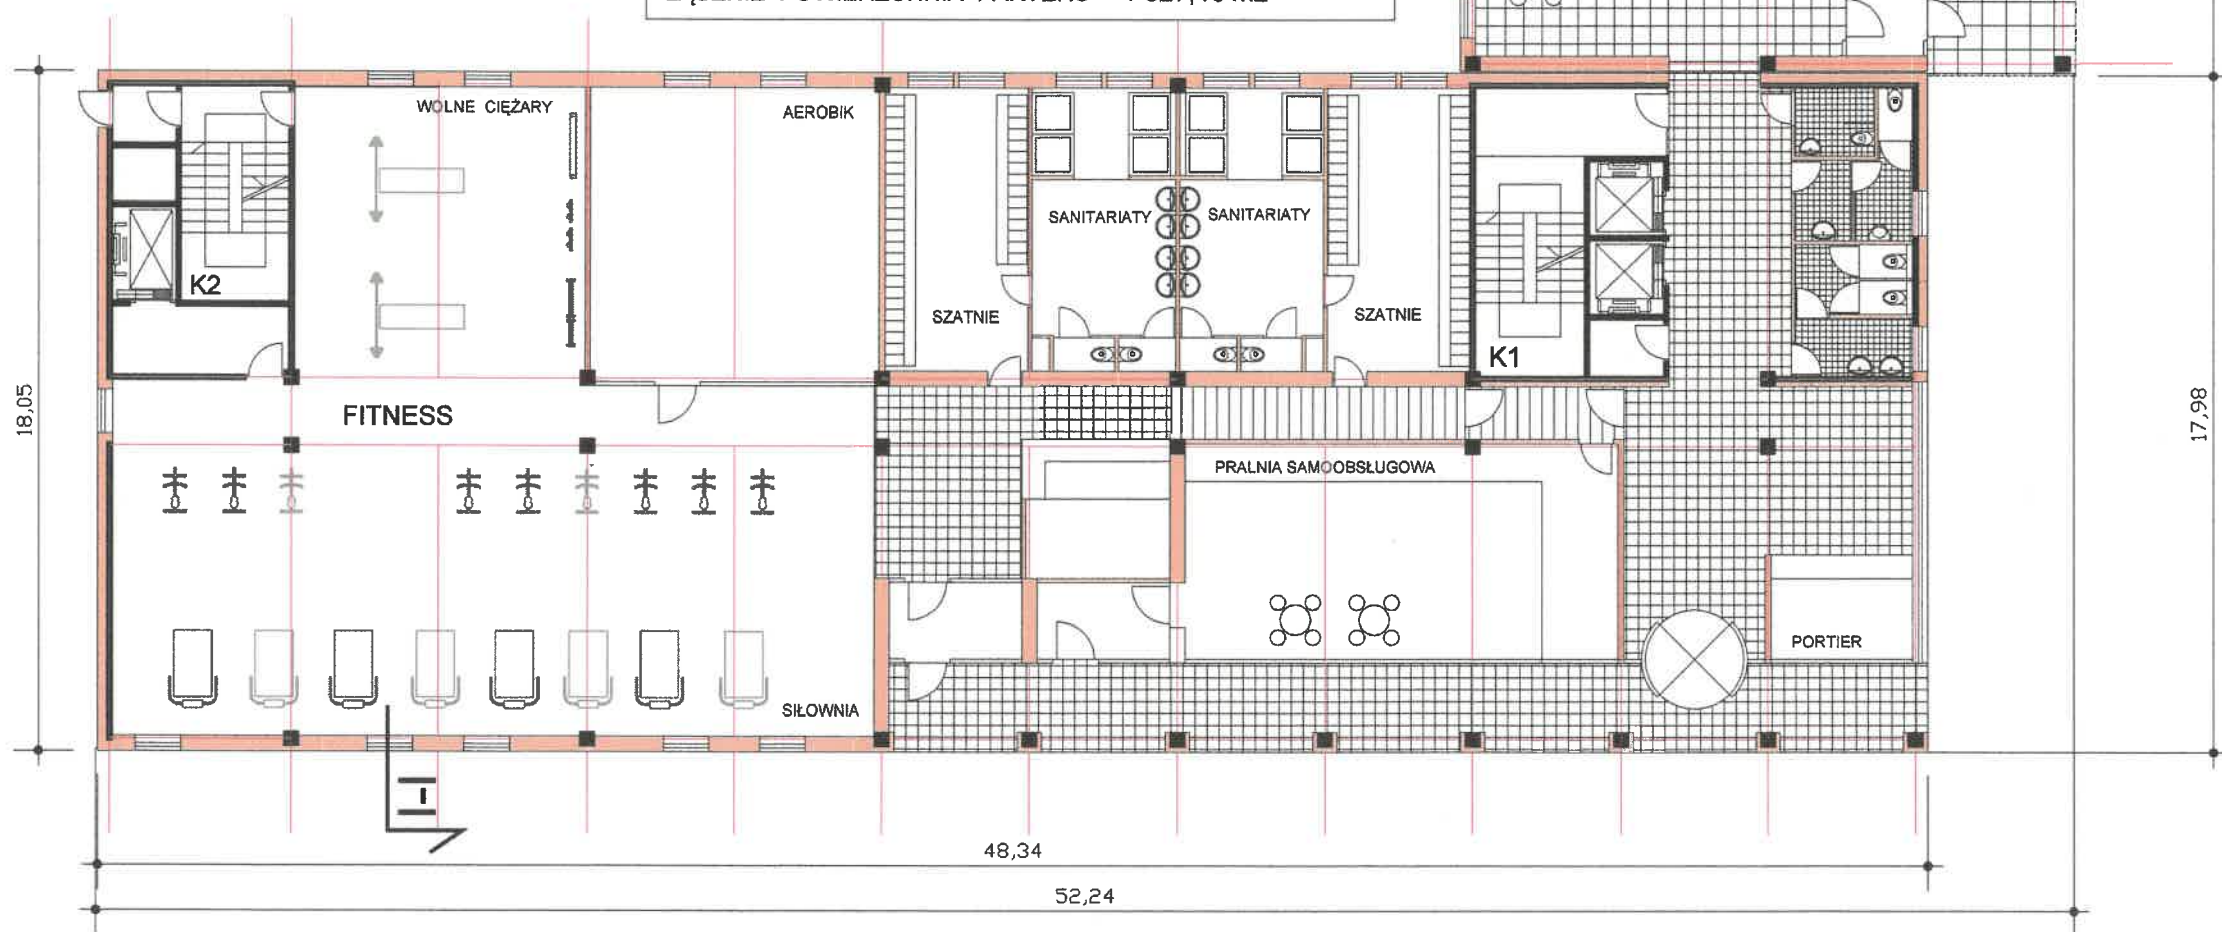 WOLNE CIĘŻARY
AEROBIK
SANITARIATY
SANITARIATY
K2
SZATNIE
SZATNIE
K1
18,05
FITNESS
17,98
PRALNIA SAMOOBSŁUGOWA
PORTIER
SIŁOWNIA
II
48,34
52,24